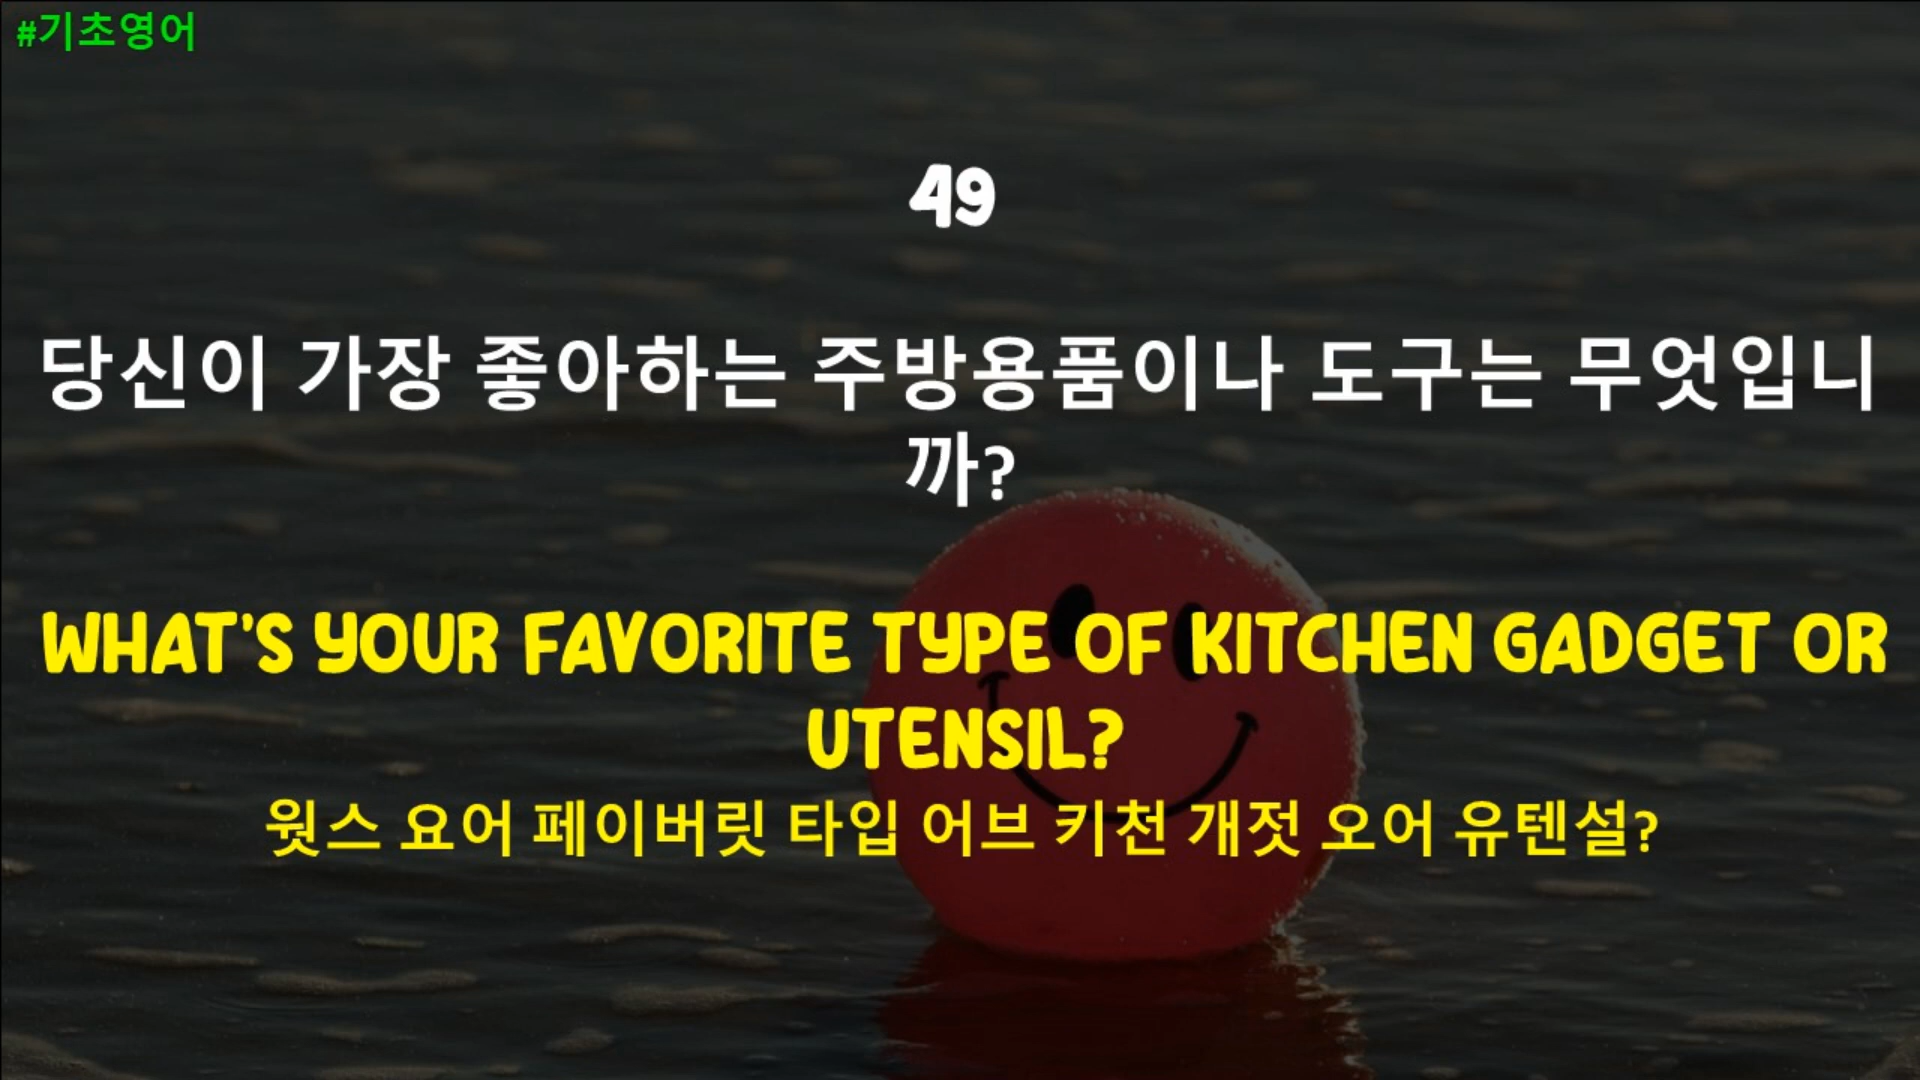 #기초영어
49
당신이 가장 좋아하는 주방용품이나 도구는 무엇입니
까?
WHAT'S YOUR FAVORITE TYPE OF KITCHEN GADGET OR
UTENSIL?
웟스 요어 페이버릿 타입 어브 키천 개젓 오어 유텐설?